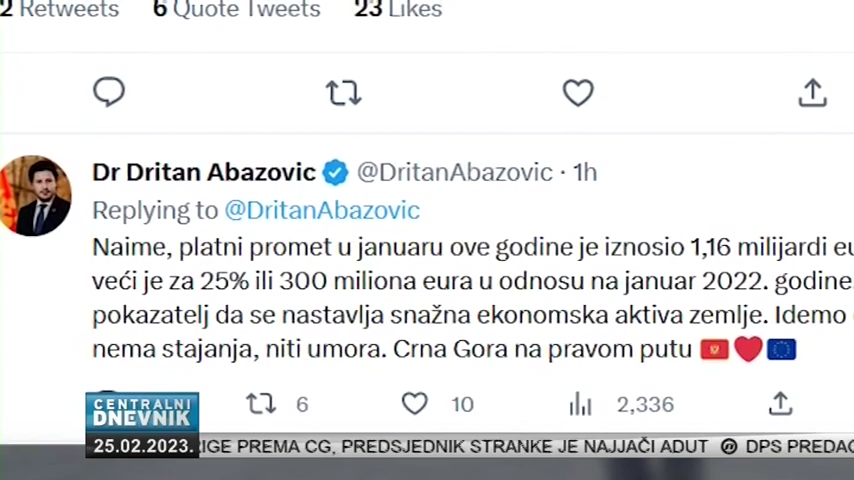 2 Retweets 6 Quote Tweets 23 Likes
Dr Dritan Abazovic @DritanAbazovic · 1h
Replying to @DritanAbazovic
Naime, platni promet u januaru ove godine je iznosio 1,16 milijardi eu
veći je za 25% ili 300 miliona eura u odnosu na januar 2022. godine
pokazatelj da se nastavlja snažna ekonomska aktiva zemlje. Idemo
nema stajanja, niti umora. Crna Gora na pravom putu 🇲🇪❤️🇪🇺
6 10 2,336
CENTRALNI
DNEVNIK
25.02.2023. RIGE PREMA CG, PREDSJEDNIK STRANKE JE NAJJAČI ADUT DPS PREDAO